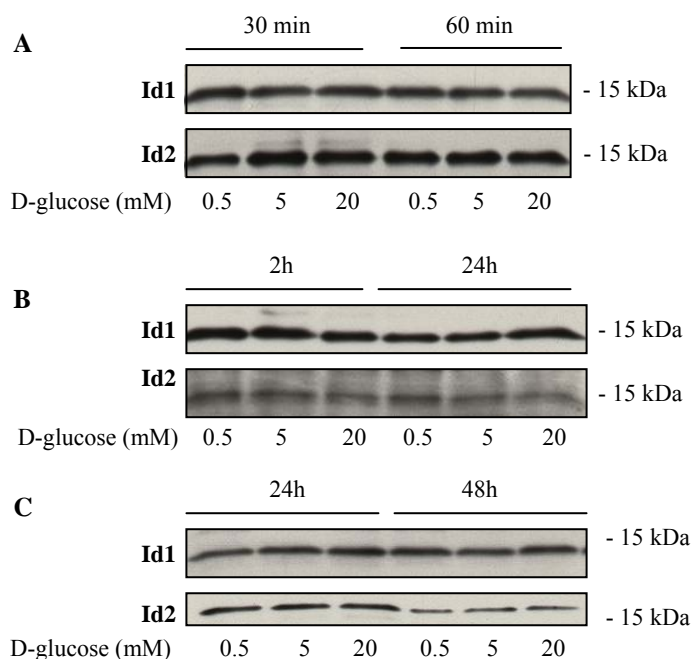 A
30 min 60 min
Id1 - 15 kDa
Id2 - 15 kDa
D-glucose (mM) 0.5 5 20 0.5 5 20
B
2h 24h
Id1 - 15 kDa
Id2 - 15 kDa
D-glucose (mM) 0.5 5 20 0.5 5 20
C
24h 48h
Id1 - 15 kDa
Id2 - 15 kDa
D-glucose (mM) 0.5 5 20 0.5 5 20